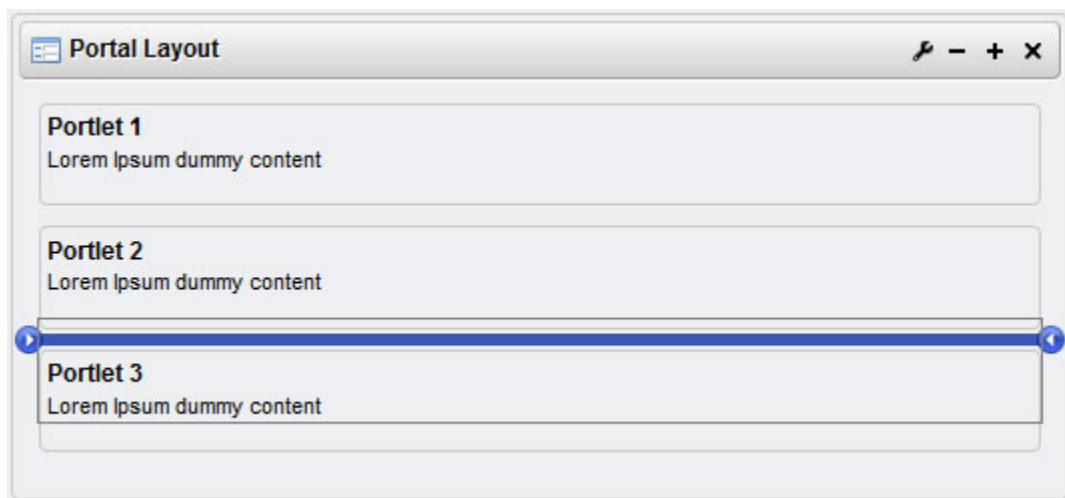 Portal Layout
Portlet 1
Lorem Ipsum dummy content
Portlet 2
Lorem Ipsum dummy content
Portlet 3
Lorem Ipsum dummy content